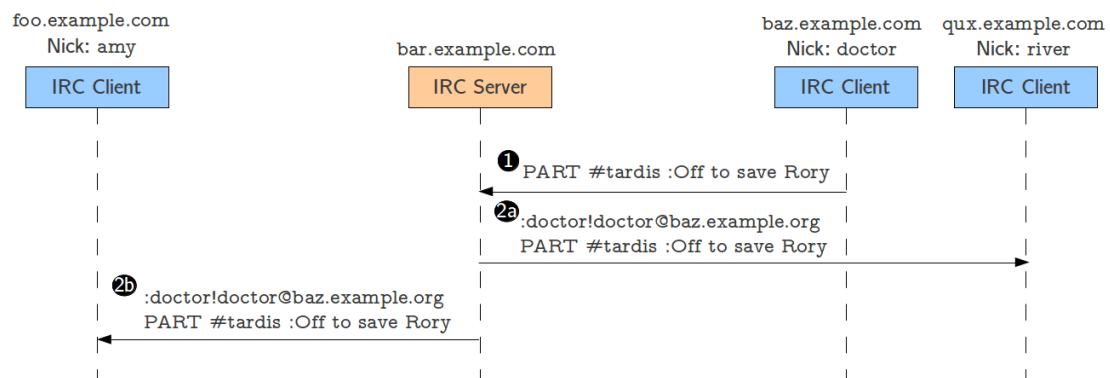 foo.example.com
Nick: amy
IRC Client
bar.example.com
IRC Server
baz.example.com
Nick: doctor
IRC Client
qux.example.com
Nick: river
IRC Client
1 PART #tardis :Off to save Rory
2a :doctor!doctor@baz.example.org
PART #tardis :Off to save Rory
2b :doctor!doctor@baz.example.org
PART #tardis :Off to save Rory